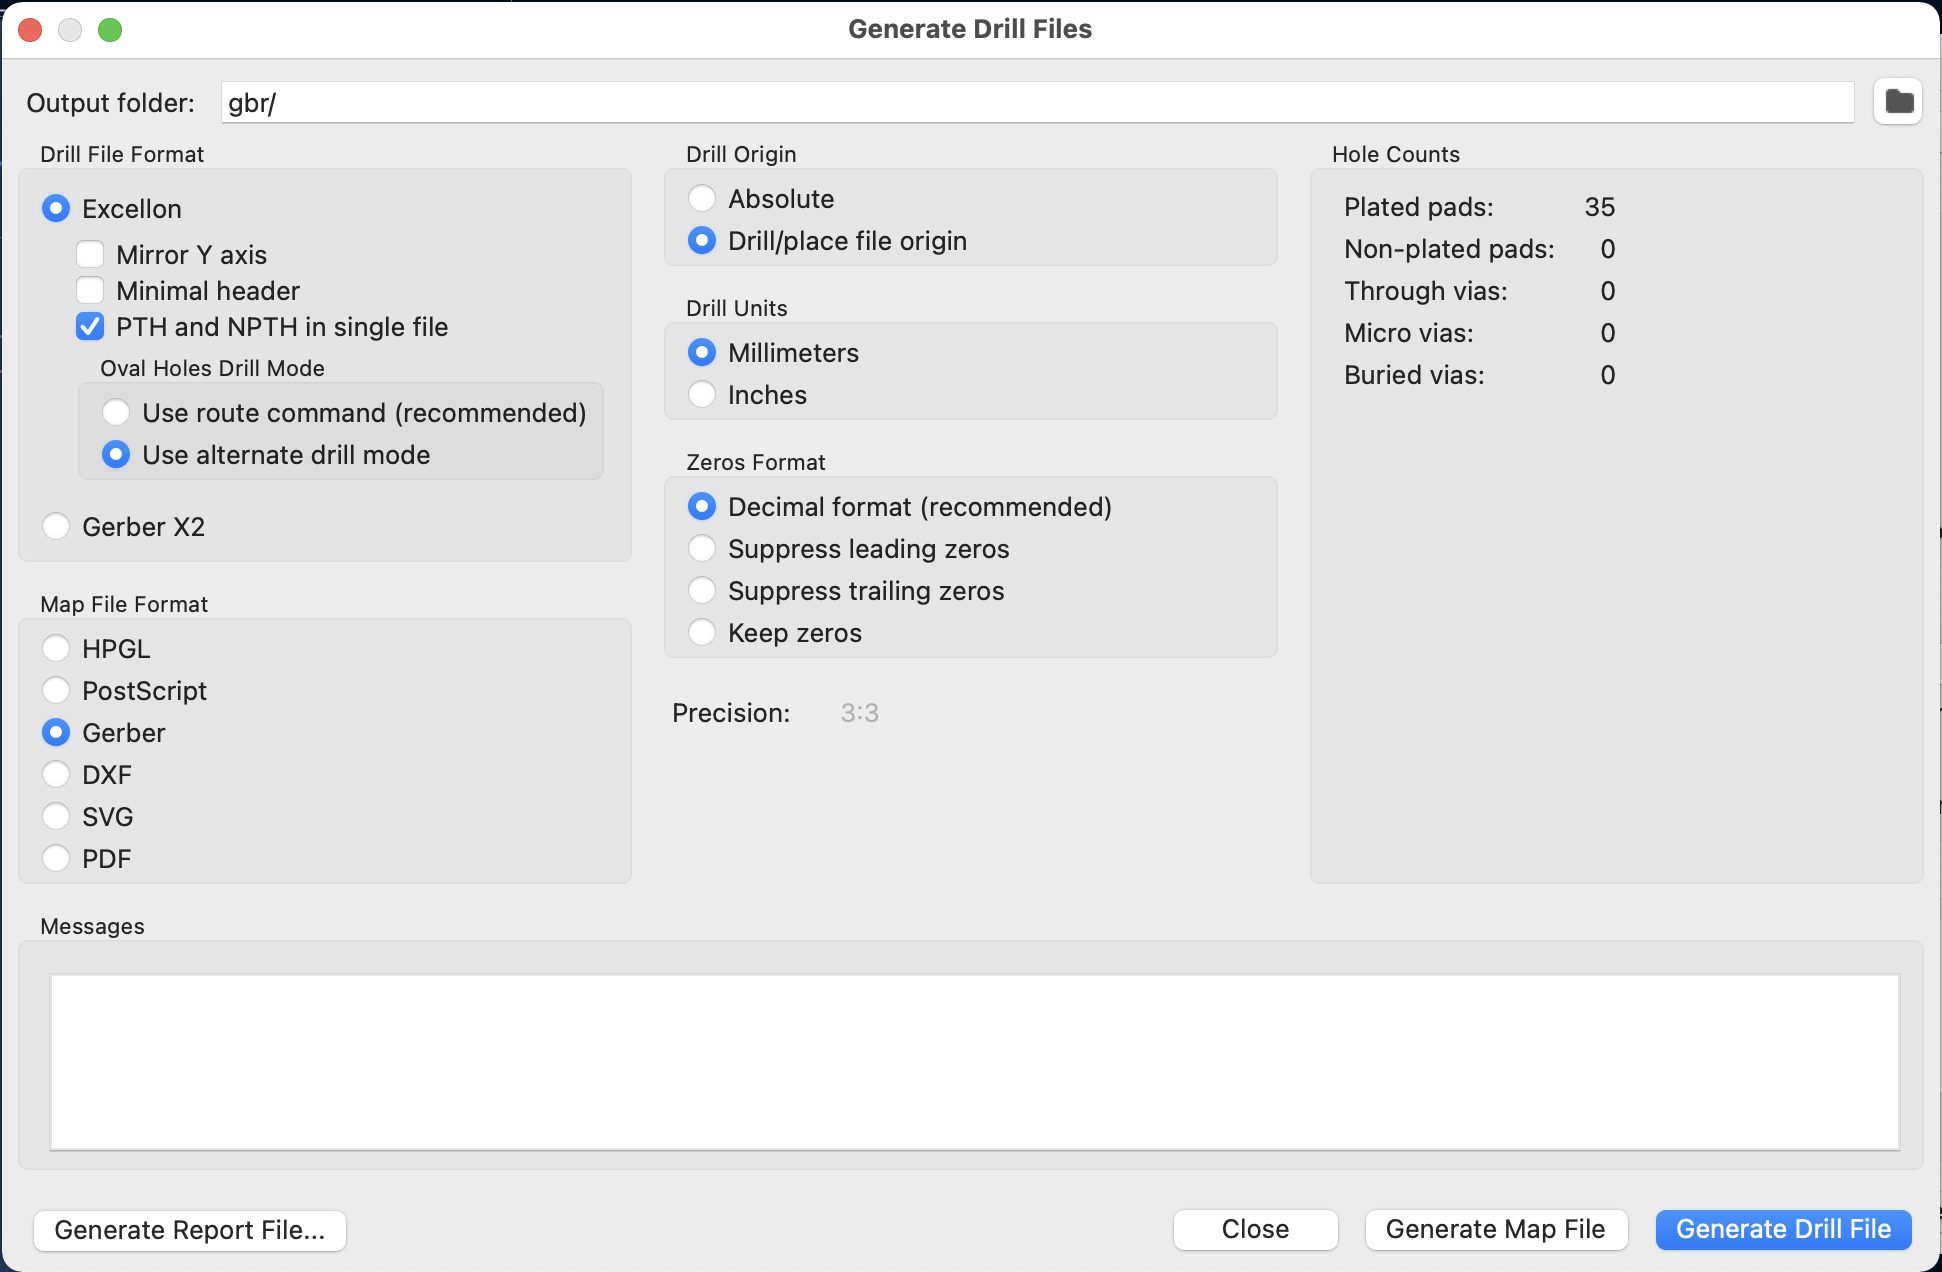 Generate Drill Files
Output folder: gbr/
Drill File Format
Excellon
Mirror Y axis
Minimal header
PTH and NPTH in single file
Oval Holes Drill Mode
Use route command (recommended)
Use alternate drill mode
Gerber X2
Map File Format
HPGL
PostScript
Gerber
DXF
SVG
PDF
Drill Origin
Absolute
Drill/place file origin
Drill Units
Millimeters
Inches
Zeros Format
Decimal format (recommended)
Suppress leading zeros
Suppress trailing zeros
Keep zeros
Precision: 3:3
Hole Counts
Plated pads: 35
Non-plated pads: 0
Through vias: 0
Micro vias: 0
Buried vias: 0
Messages
Generate Report File... Close Generate Map File Generate Drill File